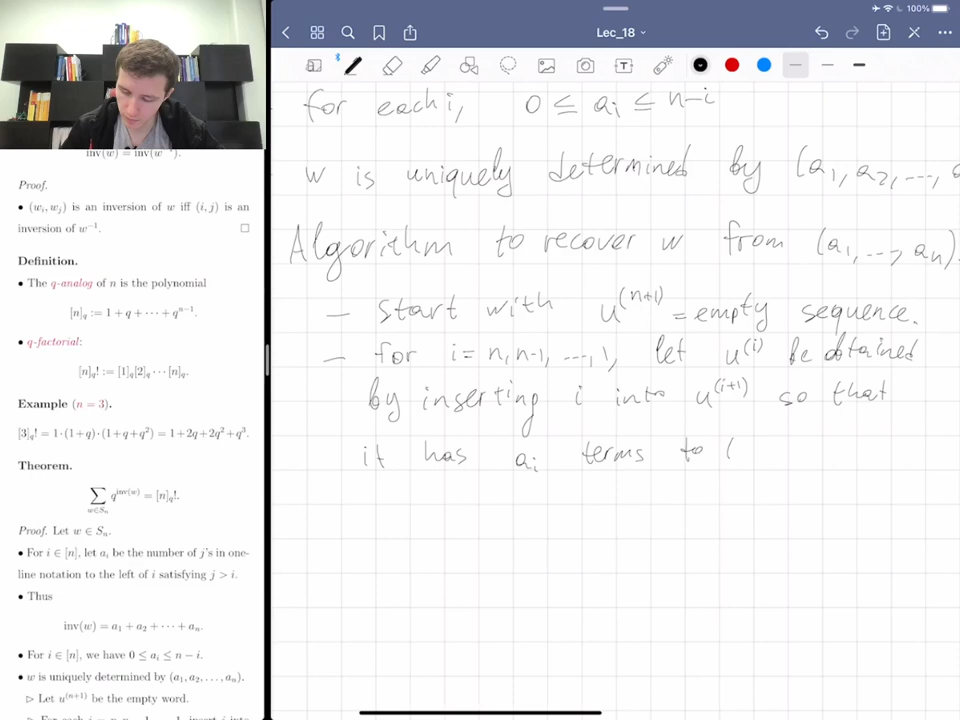 100%
Lec_18
inv(w) = inv(w⁻¹).
Proof.
• (wᵢ, wⱼ) is an inversion of w iff (i, j) is an
inversion of w⁻¹. □
Definition.
• The q-analog of n is the polynomial
[n]_q := 1 + q + ⋯ + qⁿ⁻¹.
• q-factorial:
[n]_q! := [1]_q[2]_q ⋯ [n]_q.
Example (n = 3).
[3]_q! = 1·(1+q)·(1+q+q²) = 1+2q+2q²+q³.
Theorem.
∑_{w∈Sₙ} q^{inv(w)} = [n]_q!.
Proof. Let w ∈ Sₙ.
• For i ∈ [n], let aᵢ be the number of j's in one-
line notation to the left of i satisfying j > i.
• Thus
inv(w) = a₁ + a₂ + ⋯ + aₙ.
• For i ∈ [n], we have 0 ≤ aᵢ ≤ n − i.
• w is uniquely determined by (a₁, a₂, …, aₙ).
▷ Let u⁽ⁿ⁺¹⁾ be the empty word.
for each i, 0 ≤ aᵢ ≤ n−i
w is uniquely determined by (a₁, a₂, ..., a
Algorithm to recover w from (a₁, ..., aₙ).
– Start with u⁽ⁿ⁺¹⁾ = empty sequence.
– for i = n, n−1, ..., 1, let u⁽ⁱ⁾ be obtained
by inserting i into u⁽ⁱ⁺¹⁾ so that
it has aᵢ terms to (